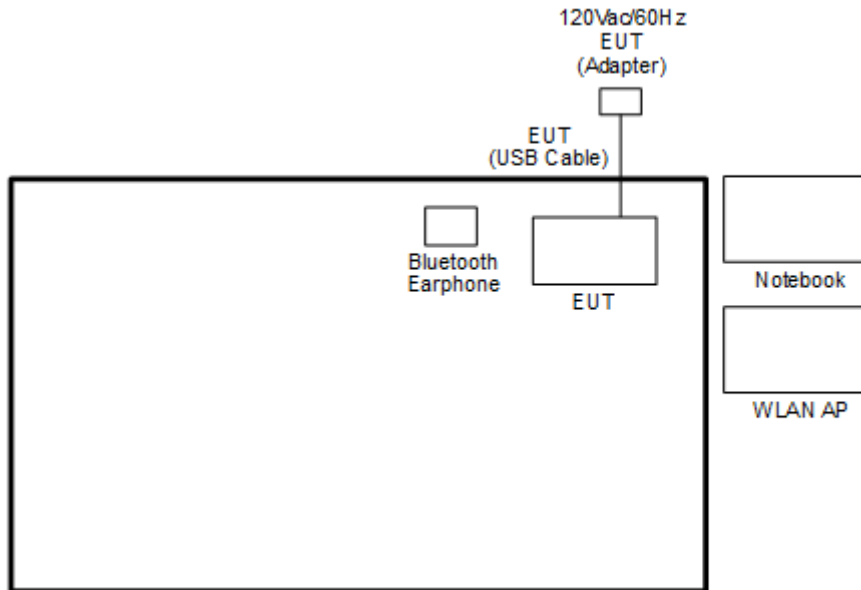 120Vac/60Hz
EUT
(Adapter)
EUT
(USB Cable)
Bluetooth
Earphone
EUT
Notebook
WLAN AP